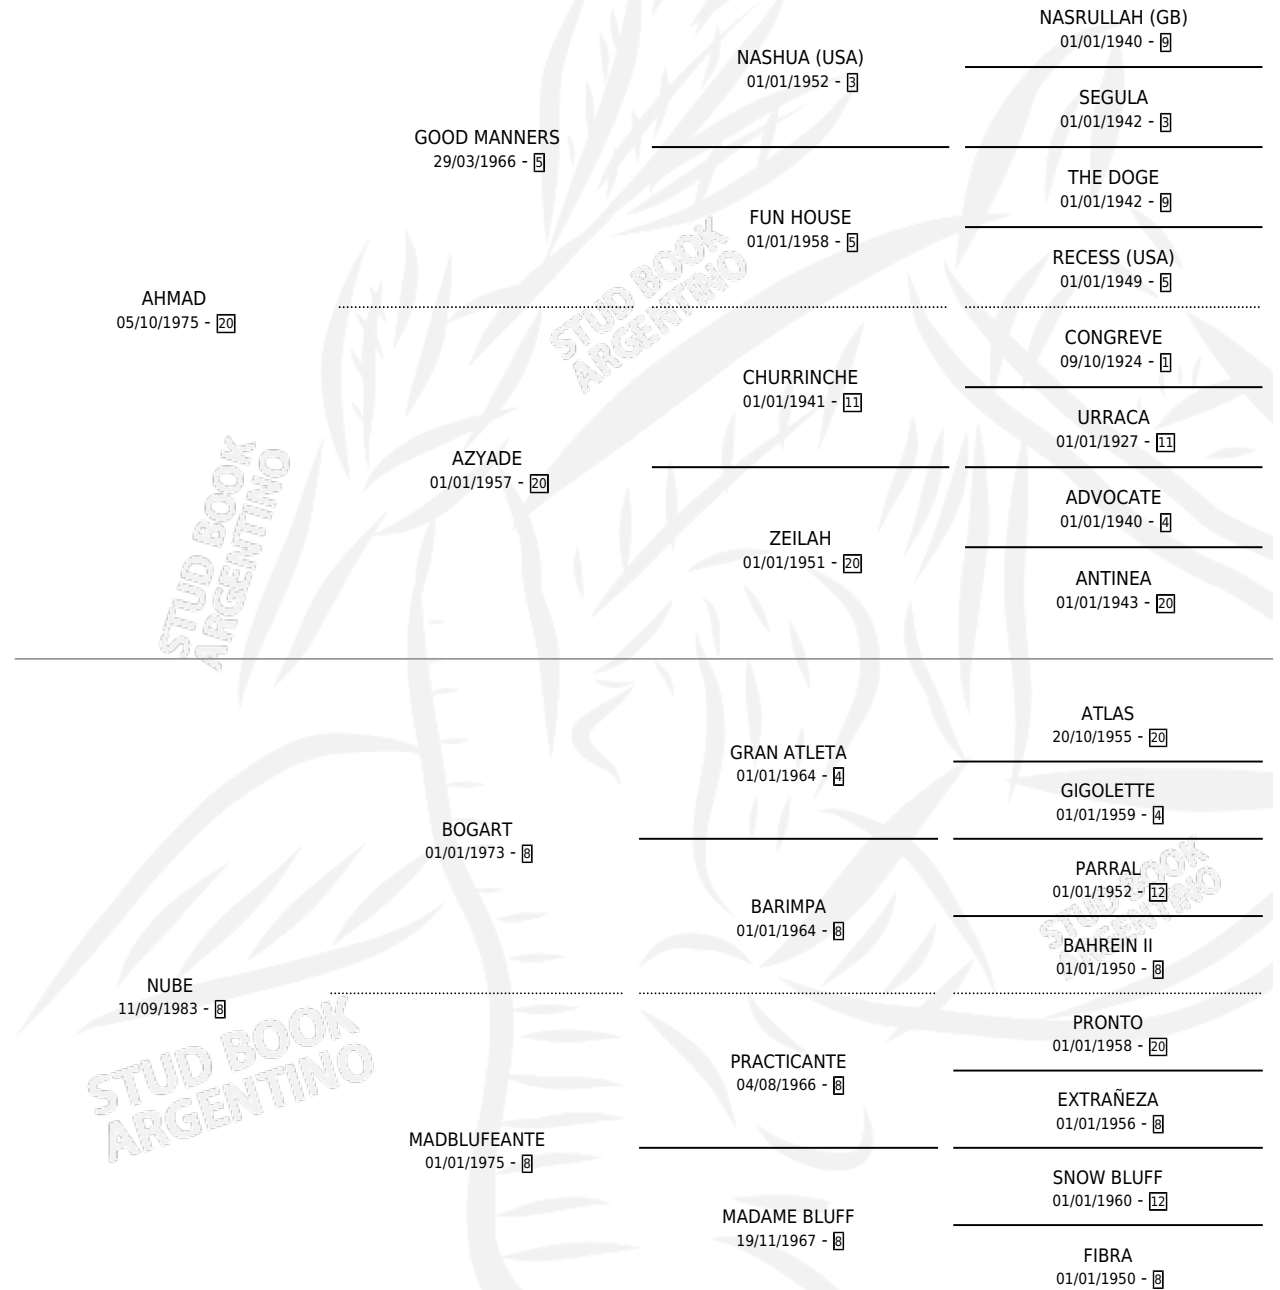 NASRULLAH (GB)
01/01/1940 - 9
NASHUA (USA)
01/01/1952 - 3
SEGULA
01/01/1942 - 3
GOOD MANNERS
29/03/1966 - 5
THE DOGE
01/01/1942 - 9
FUN HOUSE
01/01/1958 - 5
RECESS (USA)
01/01/1949 - 5
AHMAD
05/10/1975 - 20
CONGREVE
09/10/1924 - 1
CHURRINCHE
01/01/1941 - 11
URRACA
01/01/1927 - 11
AZYADE
01/01/1957 - 20
ADVOCATE
01/01/1940 - 4
ZEILAH
01/01/1951 - 20
ANTINEA
01/01/1943 - 20
ATLAS
20/10/1955 - 20
GRAN ATLETA
01/01/1964 - 4
GIGOLETTE
01/01/1959 - 4
BOGART
01/01/1973 - 8
PARRAL
01/01/1952 - 12
BARIMPA
01/01/1964 - 8
BAHREIN II
01/01/1950 - 8
NUBE
11/09/1983 - 8
PRONTO
01/01/1958 - 20
PRACTICANTE
04/08/1966 - 8
EXTRAÑEZA
01/01/1956 - 8
MADBLUFEANTE
01/01/1975 - 8
SNOW BLUFF
01/01/1960 - 12
MADAME BLUFF
19/11/1967 - 8
FIBRA
01/01/1950 - 8
STUD BOOK
ARGENTINO
STUD BOOK
ARGENTINO
STUD BOOK
ARGENTINO
STUD BOOK
ARGENTINO